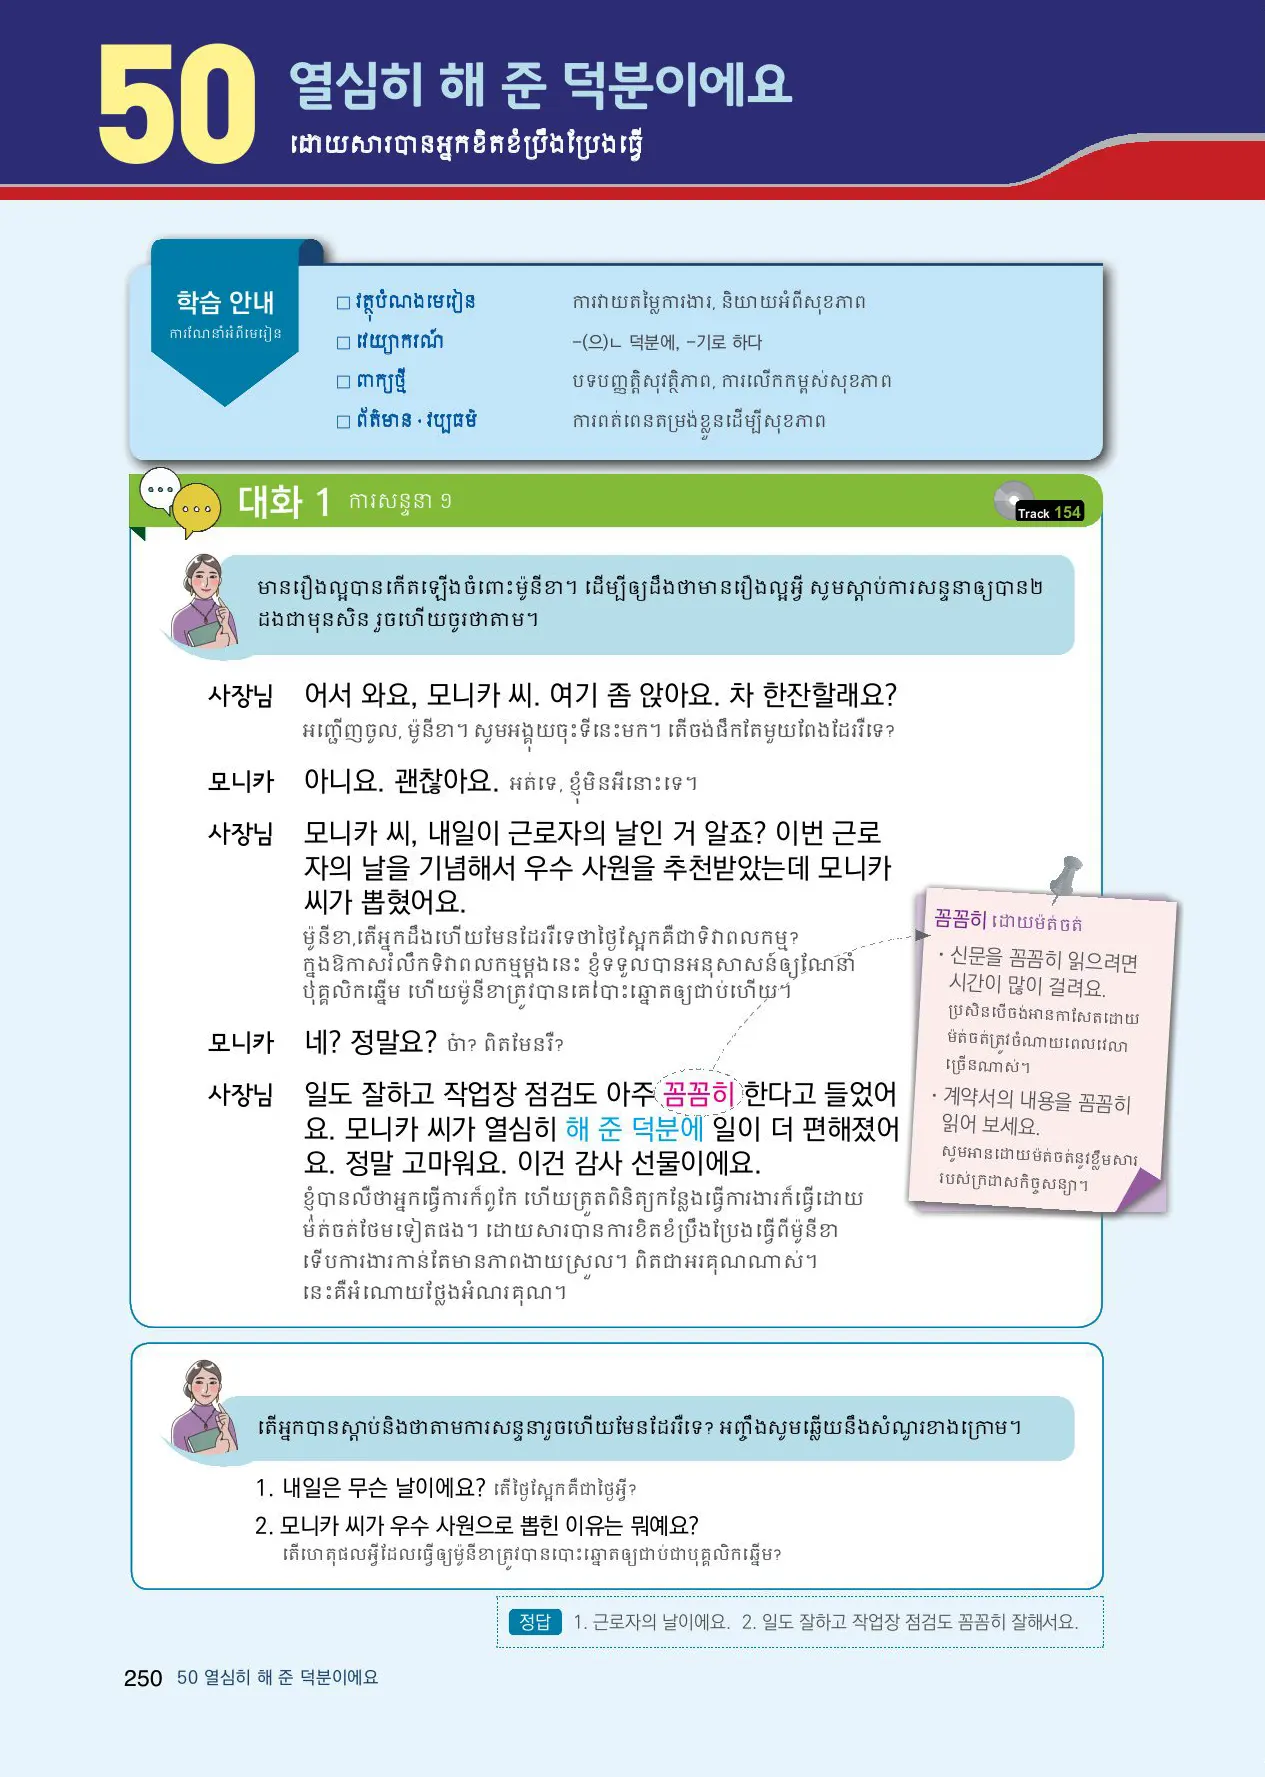 50
열심히 해 준 덕분이에요
ដោយសារបានអ្នកខិតខំប្រឹងប្រែងធ្វើ
학습 안내
ការណែនាំអំពីមេរៀន
□ វត្ថុបំណងមេរៀន ការវាយតម្លៃការងារ, និយាយអំពីសុខភាព
□ វេយ្យាករណ៍ -(으)ㄴ 덕분에, -기로 하다
□ ពាក្យថ្មី បទបញ្ញត្តិសុវត្ថិភាព, ការលើកកម្ពស់សុខភាព
□ ព័ត៌មាន · វប្បធម៌ ការពត់ពេនតម្រង់ខ្លួនដើម្បីសុខភាព
대화 1 ការសន្ទនា ១
Track 154
មានរឿងល្អបានកើតឡើងចំពោះម៉ូនីខា។ ដើម្បីឲ្យដឹងថាមានរឿងល្អអ្វី សូមស្តាប់ការសន្ទនាឲ្យបាន២
ដងជាមុនសិន រួចហើយចូរថាតាម។
사장님 어서 와요, 모니카 씨. 여기 좀 앉아요. 차 한잔할래요?
អញ្ជើញចូល, ម៉ូនីខា។ សូមអង្គុយចុះទីនេះមក។ តើចង់ផឹកតែមួយពែងដែររឺទេ?
모니카 아니요. 괜찮아요. អត់ទេ, ខ្ញុំមិនអីនោះទេ។
사장님 모니카 씨, 내일이 근로자의 날인 거 알죠? 이번 근로
자의 날을 기념해서 우수 사원을 추천받았는데 모니카
씨가 뽑혔어요.
ម៉ូនីខា,តើអ្នកដឹងហើយមែនដែររឺទេថាថ្ងៃស្អែកគឺជាទិវាពលកម្ម?
ក្នុងឱកាសរំលឹកទិវាពលកម្មម្តងនេះ ខ្ញុំទទួលបានអនុសាសន៍ឲ្យណែនាំ
បុគ្គលិកឆ្នើម ហើយម៉ូនីខាត្រូវបានគេបោះឆ្នោតឲ្យជាប់ហើយ។
모니카 네? 정말요? ចា៎? ពិតមែនរឺ?
사장님 일도 잘하고 작업장 점검도 아주 꼼꼼히 한다고 들었어
요. 모니카 씨가 열심히 해 준 덕분에 일이 더 편해졌어
요. 정말 고마워요. 이건 감사 선물이에요.
ខ្ញុំបានលឺថាអ្នកធ្វើការក៏ពូកែ ហើយត្រួតពិនិត្យកន្លែងធ្វើការងារក៏ធ្វើដោយ
ម៉ត់ចត់ថែមទៀតផង។ ដោយសារបានការខិតខំប្រឹងប្រែងធ្វើពីម៉ូនីខា
ទើបការងារកាន់តែមានភាពងាយស្រួល។ ពិតជាអរគុណណាស់។
នេះគឺអំណោយថ្លែងអំណរគុណ។
꼼꼼히 ដោយម៉ត់ចត់
· 신문을 꼼꼼히 읽으려면
시간이 많이 걸려요.
ប្រសិនបើចង់អានកាសែតដោយ
ម៉ត់ចត់ត្រូវចំណាយពេលវេលា
ច្រើនណាស់។
· 계약서의 내용을 꼼꼼히
읽어 보세요.
សូមអានដោយម៉ត់ចត់នូវខ្លឹមសារ
របស់ក្រដាសកិច្ចសន្យា។
តើអ្នកបានស្តាប់និងថាតាមការសន្ទនារួចហើយមែនដែររឺទេ? អញ្ចឹងសូមឆ្លើយនឹងសំណួរខាងក្រោម។
1. 내일은 무슨 날이에요? តើថ្ងៃស្អែកគឺជាថ្ងៃអ្វី?
2. 모니카 씨가 우수 사원으로 뽑힌 이유는 뭐예요?
តើហេតុផលអ្វីដែលធ្វើឲ្យម៉ូនីខាត្រូវបានបោះឆ្នោតឲ្យជាប់ជាបុគ្គលិកឆ្នើម?
정답 1. 근로자의 날이에요. 2. 일도 잘하고 작업장 점검도 꼼꼼히 잘해서요.
250 50 열심히 해 준 덕분이에요